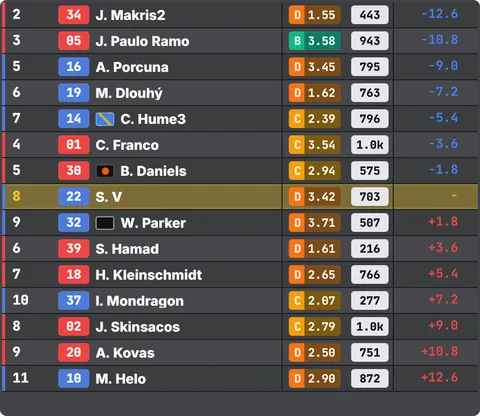 2 34 J. Makris2 D 1.55 443 -12.6
3 05 J. Paulo Ramo B 3.58 943 -10.8
5 16 A. Porcuna D 3.45 795 -9.0
6 19 M. Dlouhý D 1.62 763 -7.2
7 14 C. Hume3 C 2.39 796 -5.4
4 01 C. Franco C 3.54 1.0k -3.6
5 30 B. Daniels C 2.94 575 -1.8
8 22 S. V D 3.42 703 -
9 32 W. Parker D 3.71 507 +1.8
6 39 S. Hamad D 1.61 216 +3.6
7 18 H. Kleinschmidt D 2.65 766 +5.4
10 37 I. Mondragon C 2.07 277 +7.2
8 02 J. Skinsacos C 2.79 1.0k +9.0
9 20 A. Kovas D 2.50 751 +10.8
11 10 M. Helo D 2.90 872 +12.6